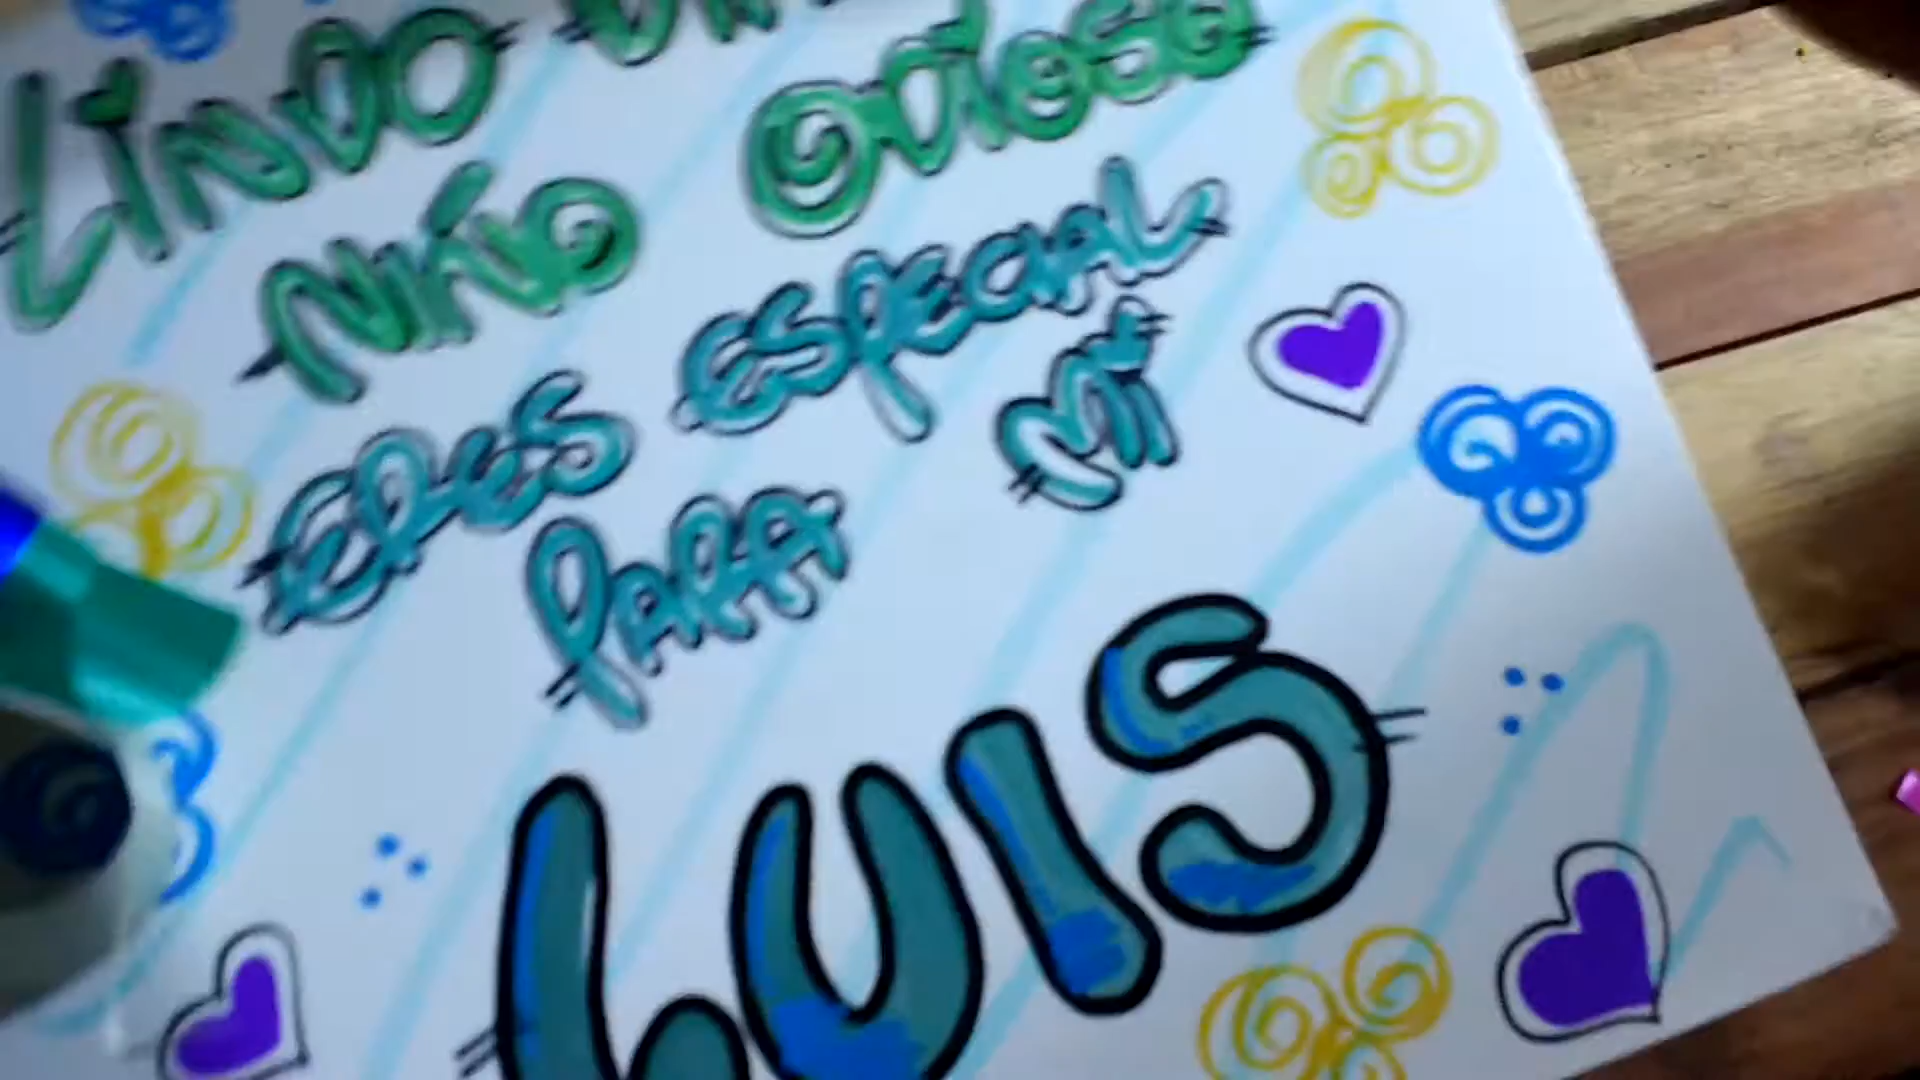 LINDO
NIÑO ODIOSO
ERES ESPECIAL
PARA MI
LUIS